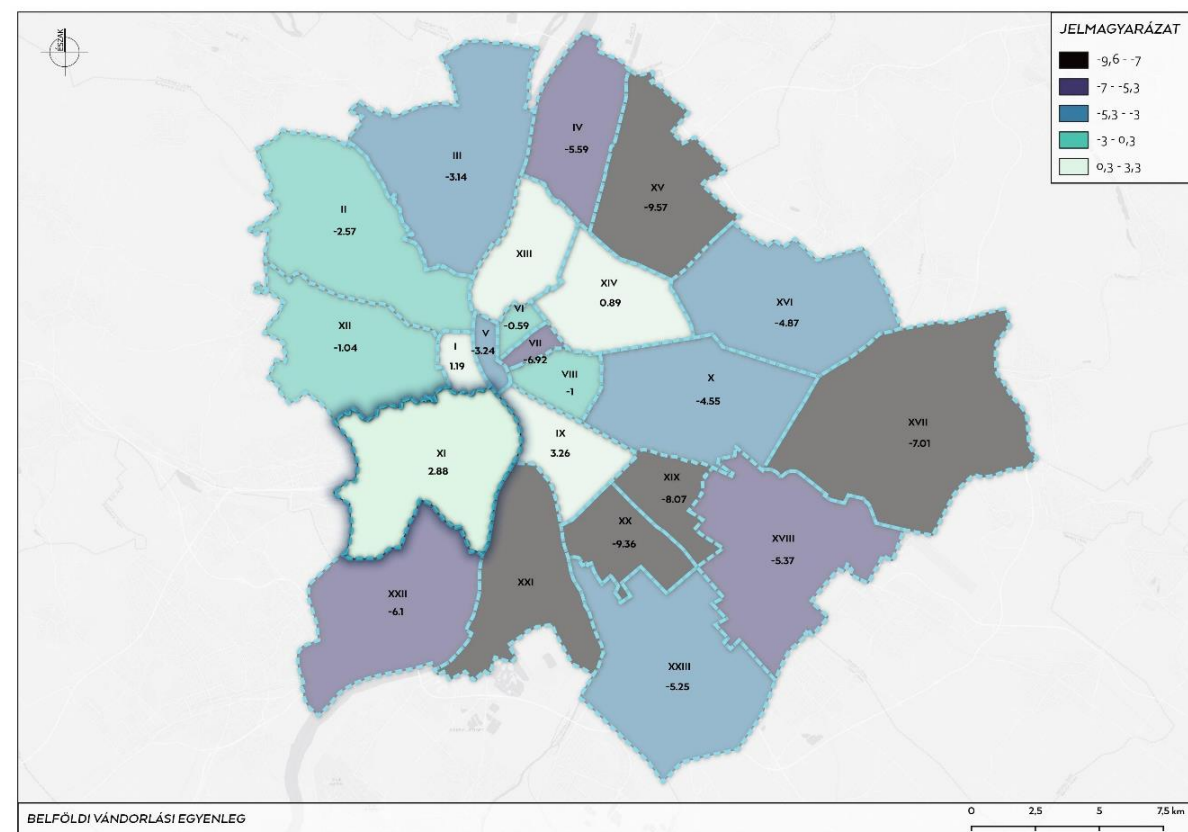 ÉSZAK
JELMAGYARÁZAT
-9,6 - -7
-7 - -5,3
-5,3 - -3
-3 - 0,3
0,3 - 3,3
IV
-5.59
III
-3.14
XV
-9.57
II
-2.57
XIII
XIV
0.89
XVI
-4.87
VI
-0.59
XII
-1.04
I
1.19
V
-3.24
VII
-6.92
VIII
-1
X
-4.55
XVII
-7.01
IX
3.26
XI
2.88
XIX
-8.07
XX
-9.36
XVIII
-5.37
XXI
XXII
-6.1
XXIII
-5.25
BELFÖLDI VÁNDORLÁSI EGYENLEG
0 2,5 5 7,5 km